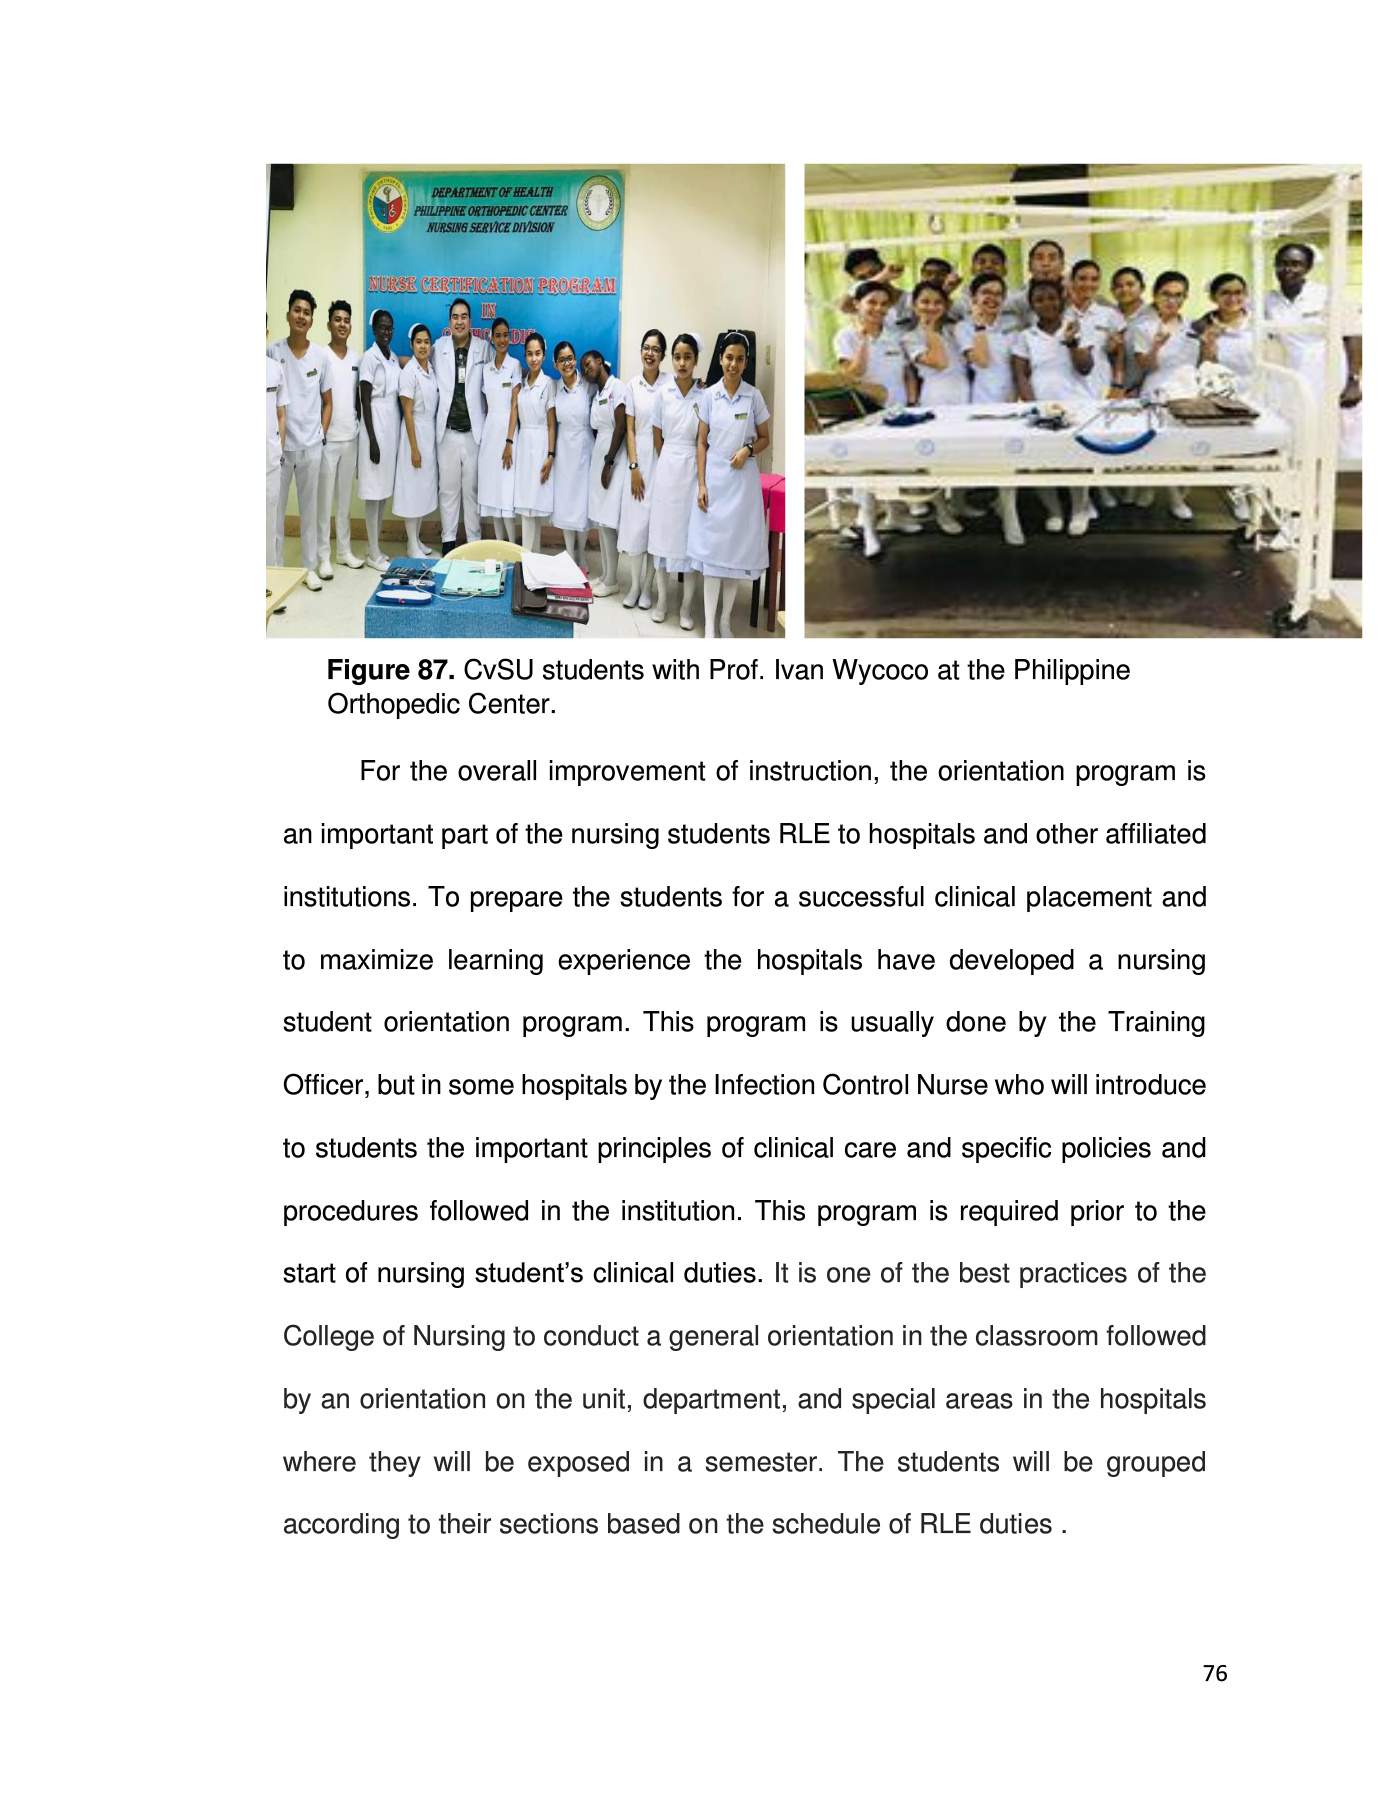 DEPARTMENT OF HEALTH
PHILIPPINE ORTHOPEDIC CENTER
NURSING SERVICE DIVISION
NURSE CERTIFICATION PROGRAM
IN
Figure 87. CvSU students with Prof. Ivan Wycoco at the Philippine
Orthopedic Center.
For the overall improvement of instruction, the orientation program is
an important part of the nursing students RLE to hospitals and other affiliated
institutions. To prepare the students for a successful clinical placement and
to maximize learning experience the hospitals have developed a nursing
student orientation program. This program is usually done by the Training
Officer, but in some hospitals by the Infection Control Nurse who will introduce
to students the important principles of clinical care and specific policies and
procedures followed in the institution. This program is required prior to the
start of nursing student’s clinical duties. It is one of the best practices of the
College of Nursing to conduct a general orientation in the classroom followed
by an orientation on the unit, department, and special areas in the hospitals
where they will be exposed in a semester. The students will be grouped
according to their sections based on the schedule of RLE duties .
76